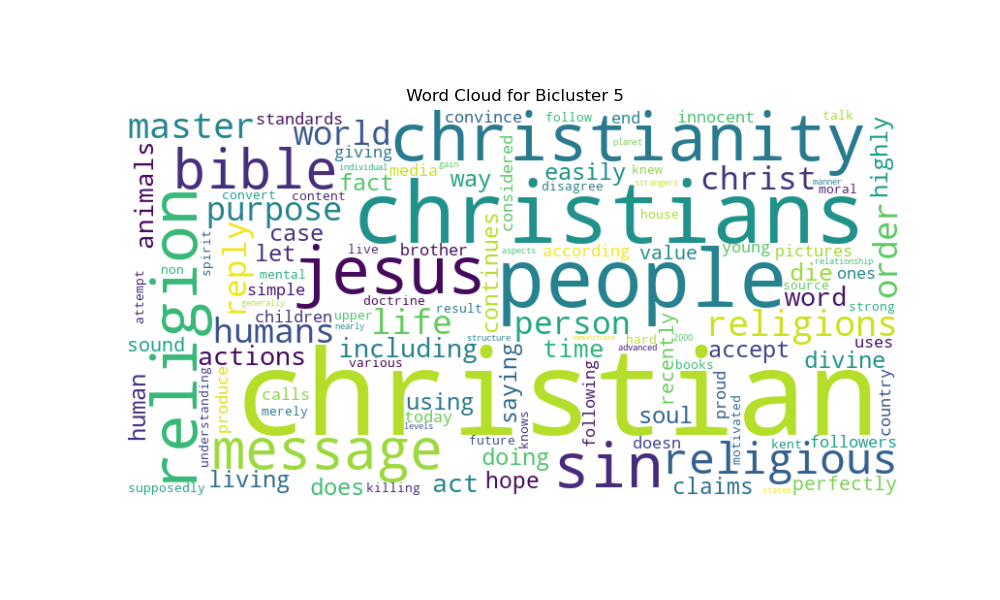 Word Cloud for Bicluster 5
master
standards
world
convince
follow
end
innocent
talk
christianity
planet
highly
animals
bible
giving
individual
media
gain
fact
way
considered
easily
disagree
knew
strangers
christ
manner
moral
convert
content
purpose
christians
house
order
religion
spirit
reply
case
let
live
brother
continues
aspects
according
value
young
pictures
relationship
non
mental
jesus
people
die
source
ones
attempt
simple
generally
doctrine
result
word
strong
children
upper
nearly
life
person
religions
humans
structure
demonstrate
hard
2000
sound
actions
including
time
advanced
recently
accept
uses
various
books
divine
human
understanding
produce
christian
calls
merely
using
today
levels
saying
knows
following
soul
proud
motivated
country
message
future
doesn
kent
followers
doing
sin
religious
supposedly
living
does
killing
act
hope
claims
states
perfectly